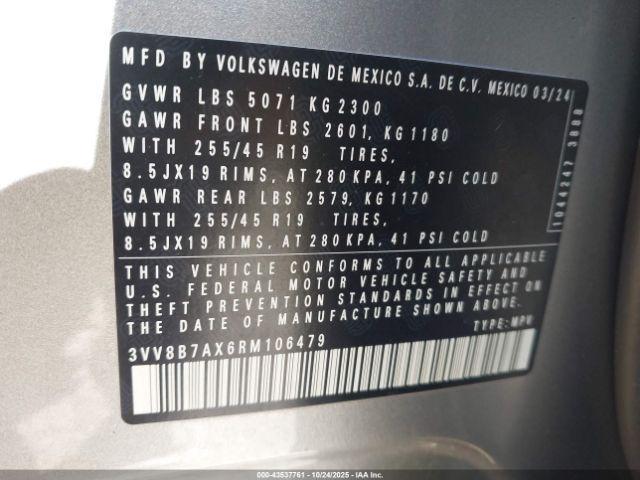 MFD BY VOLKSWAGEN DE MEXICO S.A. DE C.V. MEXICO 03/24
GVWR LBS 5071 KG 2300
GAWR FRONT LBS 2601, KG 1180
WITH 255/45 R19 TIRES,
8.5JX19 RIMS, AT 280 KPA, 41 PSI COLD
GAWR REAR LBS 2579, KG 1170
WITH 255/45 R19 TIRES,
8.5JX19 RIMS, AT 280 KPA, 41 PSI COLD
THIS VEHICLE CONFORMS TO ALL APPLICABLE
U.S. FEDERAL MOTOR VEHICLE SAFETY AND
THEFT PREVENTION STANDARDS IN EFFECT ON
THE DATE OF MANUFACTURE SHOWN ABOVE.
3VV8B7AX6RM106479 TYPE: MPV
1044247
000-43537761 - 10/24/2025 - IAA Inc.